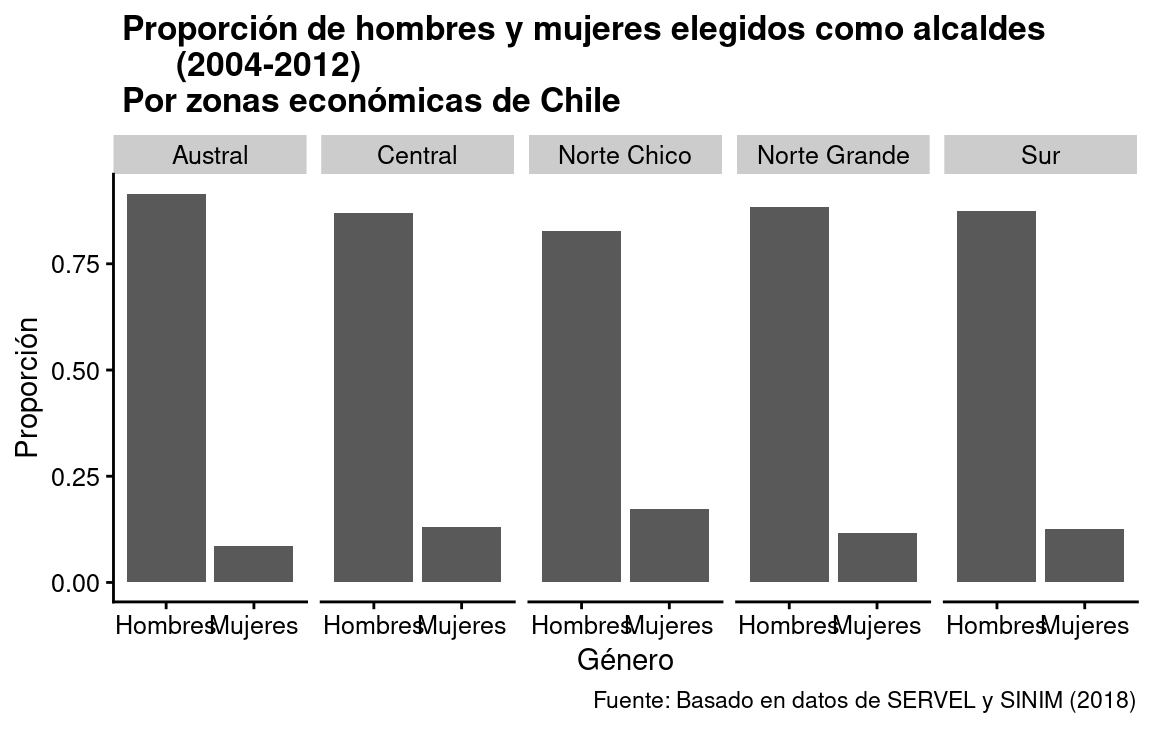 Proporción de hombres y mujeres elegidos como alcaldes
(2004-2012)
Por zonas económicas de Chile
Austral Central Norte Chico Norte Grande Sur
0.75
0.50
0.25
0.00
Proporción
Hombres Mujeres Hombres Mujeres Hombres Mujeres Hombres Mujeres Hombres Mujeres
Género
Fuente: Basado en datos de SERVEL y SINIM (2018)